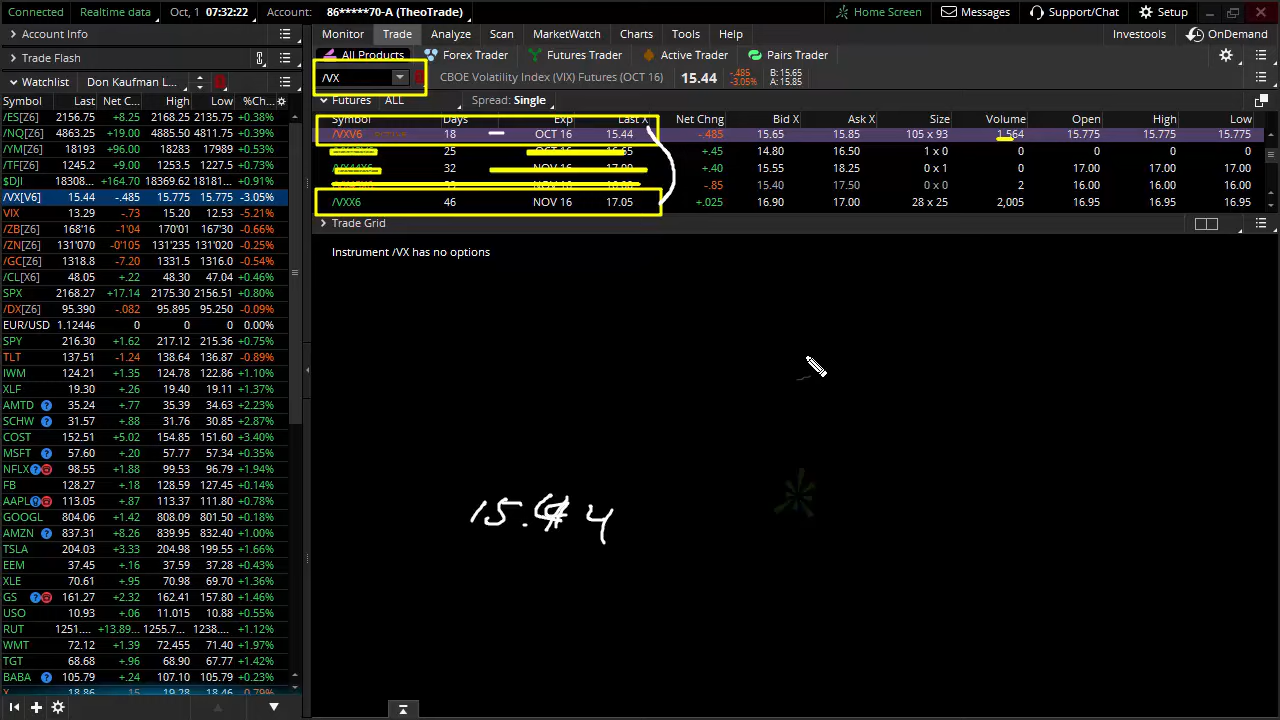 Connected Realtime data Oct, 1 07:32:22 Account: 86*****70-A (TheoTrade) Home Screen Messages Support/Chat Setup
Account Info
Trade Flash
Watchlist Don Kaufman L...
Symbol Last Net C... High Low %Ch...
/ES[Z6] 2156.75 +8.25 2168.25 2135.75 +0.38%
/NQ[Z6] 4863.25 +19.00 4885.50 4811.75 +0.39%
/YM[Z6] 18193 +96.00 18283 17989 +0.53%
/TF[Z6] 1245.2 +9.00 1253.5 1227.5 +0.73%
$DJI 18308... +164.70 18369.62 18181... +0.91%
/VX[V6] 15.44 -.485 15.775 15.775 -3.05%
VIX 13.29 -.73 15.20 12.53 -5.21%
/ZB[Z6] 168'16 -1'04 170'01 167'30 -0.66%
/ZN[Z6] 131'070 -0'105 131'235 131'020 -0.25%
/GC[Z6] 1318.8 -7.20 1331.5 1316.0 -0.54%
/CL[X6] 48.05 +.22 48.30 47.04 +0.46%
SPX 2168.27 +17.14 2175.30 2156.51 +0.80%
/DX[Z6] 95.390 -.082 95.895 95.250 -0.09%
EUR/USD 1.12446 0 0 0 0.00%
SPY 216.30 +1.62 217.12 215.36 +0.75%
TLT 137.51 -1.24 138.64 136.87 -0.89%
IWM 124.21 +1.35 124.78 122.86 +1.10%
XLF 19.30 +.26 19.40 19.11 +1.37%
AMTD 35.24 +.77 35.39 34.63 +2.23%
SCHW 31.57 +.88 31.76 30.85 +2.87%
COST 152.51 +5.02 154.85 151.60 +3.40%
MSFT 57.60 +.20 57.77 57.34 +0.35%
NFLX 98.55 +1.88 99.53 96.79 +1.94%
FB 128.27 +.18 128.59 127.45 +0.14%
AAPL 113.05 +.87 113.37 111.80 +0.78%
GOOGL 804.06 +1.42 808.09 801.50 +0.18%
AMZN 837.31 +8.26 839.95 832.40 +1.00%
TSLA 204.03 +3.33 204.98 199.55 +1.66%
EEM 37.45 +.16 37.59 37.28 +0.43%
XLE 70.61 +.95 70.98 69.70 +1.36%
GS 161.27 +2.32 162.41 157.80 +1.46%
USO 10.93 +.06 11.015 10.88 +0.55%
RUT 1251.... +13.89... 1255.7... 1238.... +1.12%
WMT 72.12 +1.39 72.455 71.40 +1.97%
TGT 68.68 +.96 68.90 67.77 +1.42%
BABA 105.79 +.24 107.10 105.79 +0.23%
X 18.86 .15 19.28 18.46 0.79%
Monitor Trade Analyze Scan MarketWatch Charts Tools Help Investools OnDemand
All Products Forex Trader Futures Trader Active Trader Pairs Trader
/VX CBOE Volatility Index (VIX) Futures (OCT 16) 15.44 -.485 -3.05% B: 15.65 A: 15.85
Futures ALL Spread: Single
Symbol Days Exp Last X Net Chng Bid X Ask X Size Volume Open High Low
/VXV6 18 OCT 16 15.44 -.485 15.65 15.85 105 x 93 1,564 15.775 15.775 15.775
25 +.45 14.80 16.50 1 x 0 0 0 0 0
32 +.40 15.55 18.25 0 x 1 0 17.00 17.00 17.00
-.85 15.40 17.50 0 x 0 2 16.00 16.00 16.00
/VXX6 46 NOV 16 17.05 +.025 16.90 17.00 28 x 25 2,005 16.95 16.95 16.95
Trade Grid
Instrument /VX has no options
15. 4